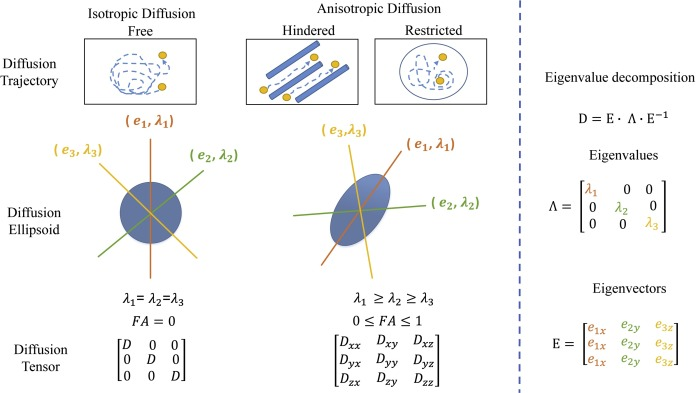 Isotropic Diffusion
Free
Anisotropic Diffusion
Hindered
Restricted
Diffusion
Trajectory
(e₁, λ₁)
(e₃, λ₃)
(e₂, λ₂)
(e₃,λ₃)
(e₁, λ₁)
(e₂, λ₂)
Diffusion
Ellipsoid
λ₁= λ₂=λ₃
FA = 0
λ₁ ≥ λ₂ ≥ λ₃
0 ≤ FA ≤ 1
Diffusion
Tensor
D 0 0
0 D 0
0 0 D
Dxx Dxy Dxz
Dyx Dyy Dyz
Dzx Dzy Dzz
Eigenvalue decomposition
D = E · Λ · E⁻¹
Eigenvalues
Λ =
λ₁ 0 0
0 λ₂ 0
0 0 λ₃
Eigenvectors
E =
e1x e2y e3z
e1x e2y e3z
e1x e2y e3z